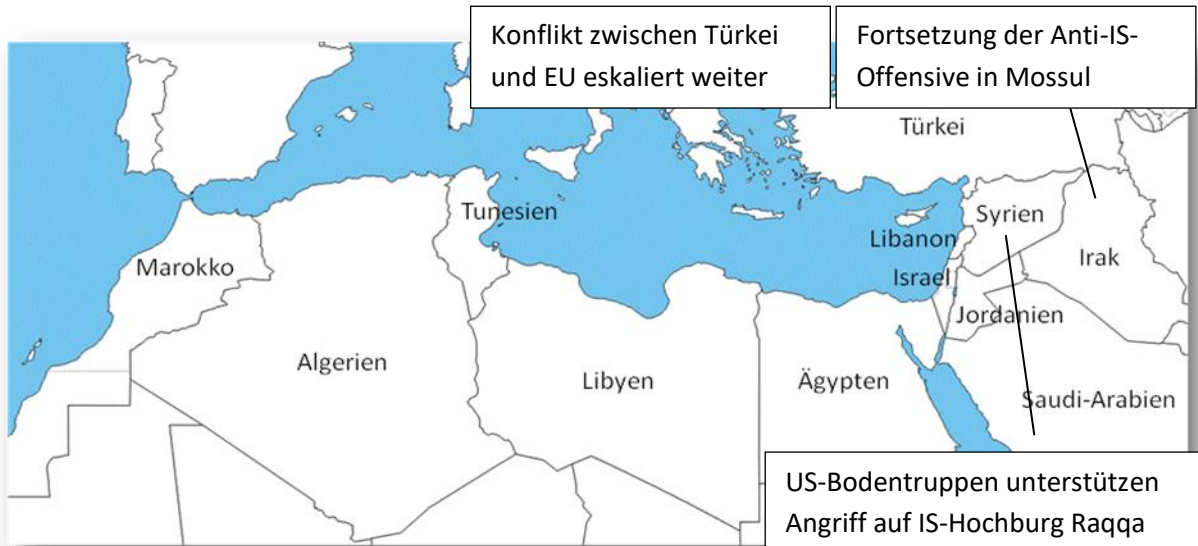 Konflikt zwischen Türkei
und EU eskaliert weiter
Fortsetzung der Anti-IS-
Offensive in Mossul
Türkei
Tunesien
Syrien
Libanon
Marokko
Irak
Israel
Jordanien
Algerien
Libyen
Ägypten
Saudi-Arabien
US-Bodentruppen unterstützen
Angriff auf IS-Hochburg Raqqa